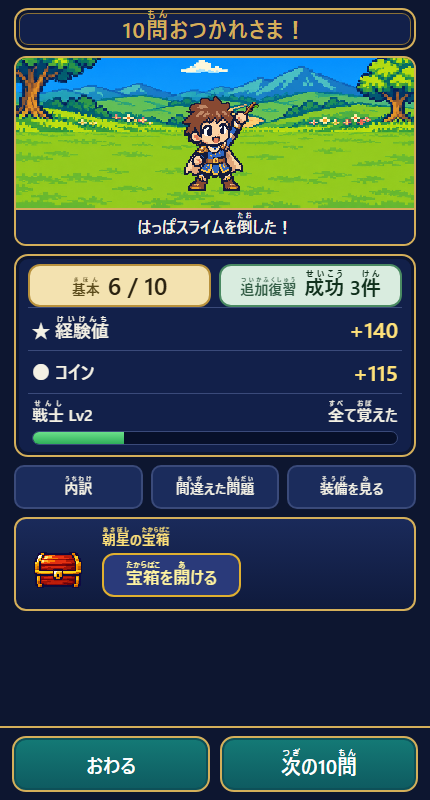 10問おつかれさま！
はっぱスライムを倒した！
基本 6 / 10
追加復習 成功 3件
★ 経験値 +140
コイン +115
戦士 Lv2 全て覚えた
内訳
間違えた問題
装備を見る
朝星の宝箱
宝箱を開ける
おわる
次の10問